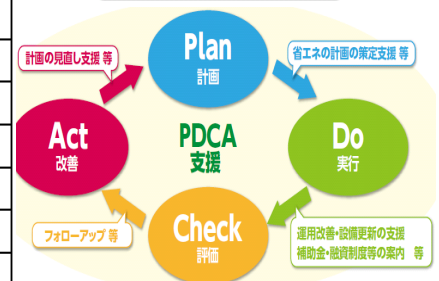 Plan
計画
計画の見直し支援 等
省エネの計画の策定支援 等
Act
改善
PDCA
支援
Do
実行
Check
評価
フォローアップ 等
運用改善・設備更新の支援
補助金・融資制度等の案内 等